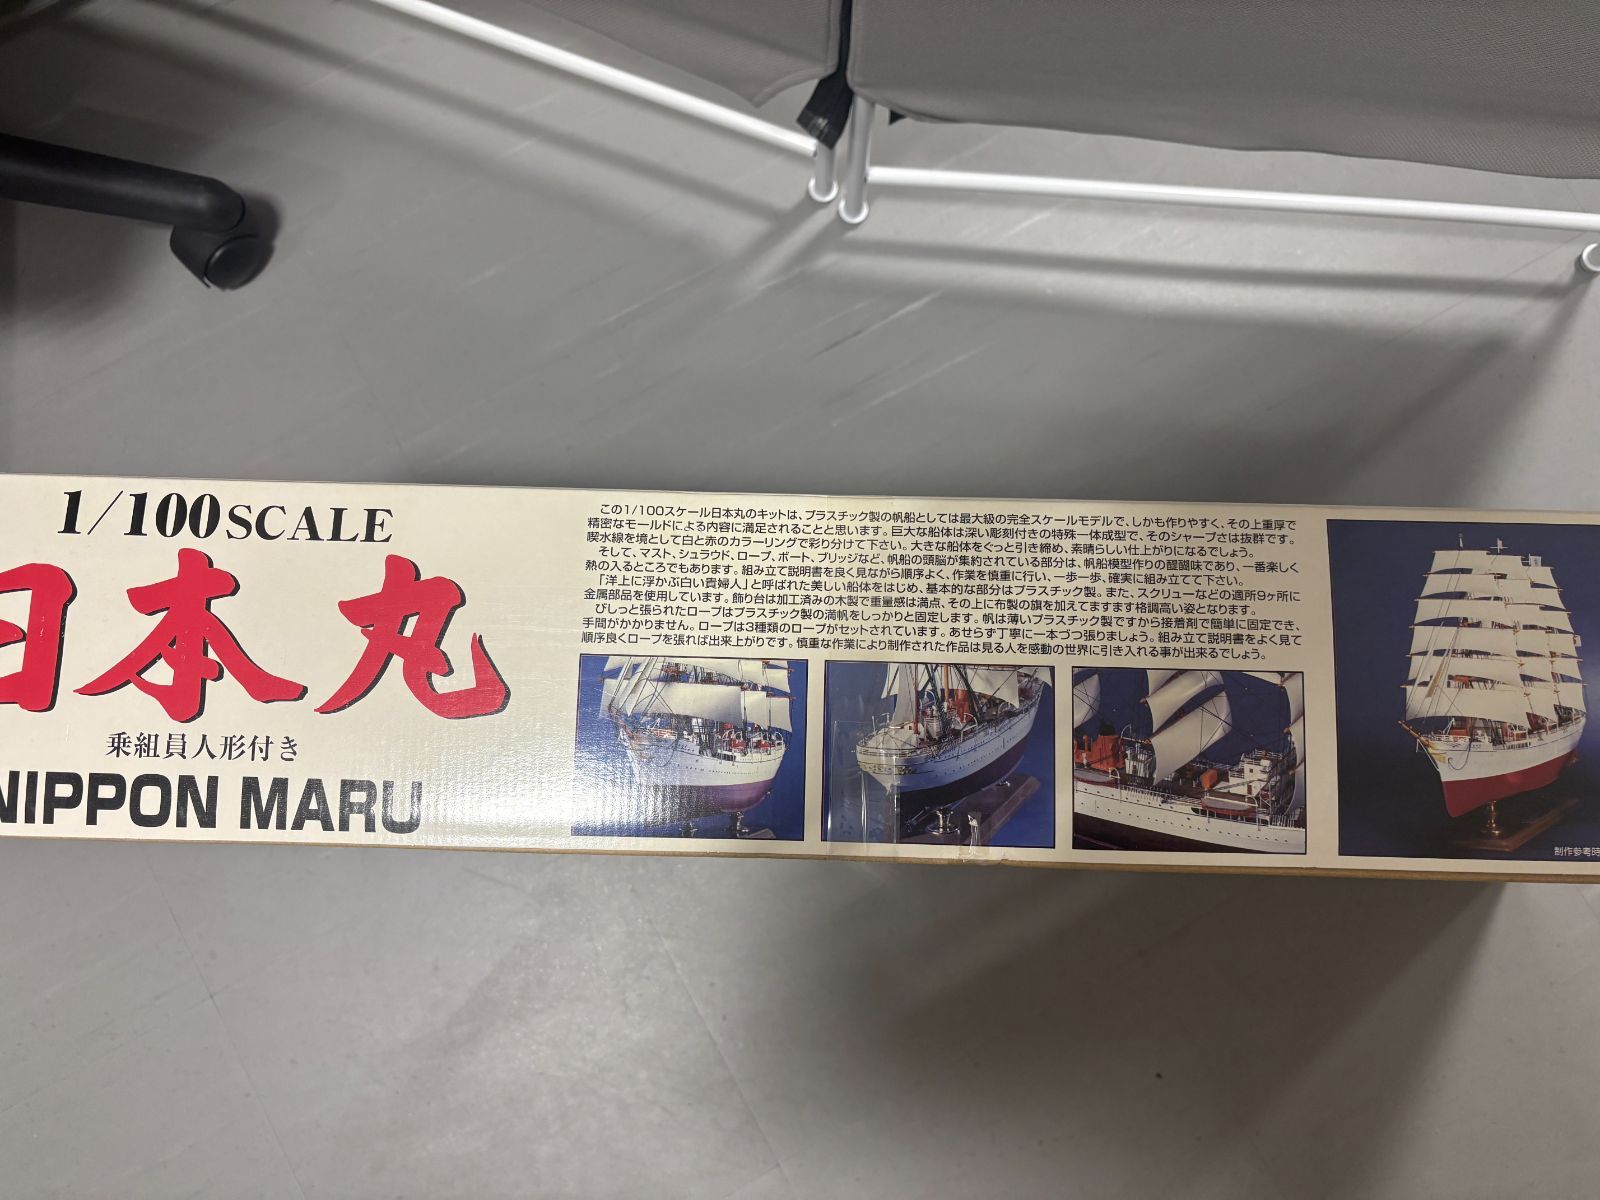 1/100 SCALE
日本丸
乗組員人形付き
NIPPON MARU
この1/100スケール日本丸のキットは、プラスチック製の帆船としては最大級の完全スケールモデルで、しかも作りやすく、その上重厚で
精密なモールドによる内容に満足されることと思います。巨大な船体は深い彫刻付きの特殊一体成型で、そのシャープさは抜群です。
喫水線を境として白と赤のカラーリングで彩り分けて下さい。大きな船体をぐっと引き締め、素晴らしい仕上がりになるでしょう。
そして、マスト、シュラウド、ロープ、ボート、ブリッジなど、帆船の頭脳が集約されている部分は、帆船模型作りの醍醐味であり、一番楽しく
熱の入るところでもあります。組み立て説明書を良く見ながら順序よく、作業を慎重に行い、一歩一歩、確実に組み立てて下さい。
「洋上に浮かぶ白い貴婦人」と呼ばれた美しい船体をはじめ、基本的な部分はプラスチック製。また、スクリューなどの適所9ヶ所に
金属部品を使用しています。飾り台は加工済みの木製で重量感は満点、その上に布製の旗を加えてますます格調高い姿となります。
ぴしっと張られたロープはプラスチック製の満帆をしっかりと固定します。帆は薄いプラスチック製ですから接着剤で簡単に固定でき、
手間がかかりません。ロープは3種類のロープがセットされています。あせらず丁寧に一本づつ張りましょう。組み立て説明書をよく見て
順序良くロープを張れば出来上がりです。慎重な作業により制作された作品は見る人を感動の世界に引き入れる事が出来るでしょう。
制作参考時